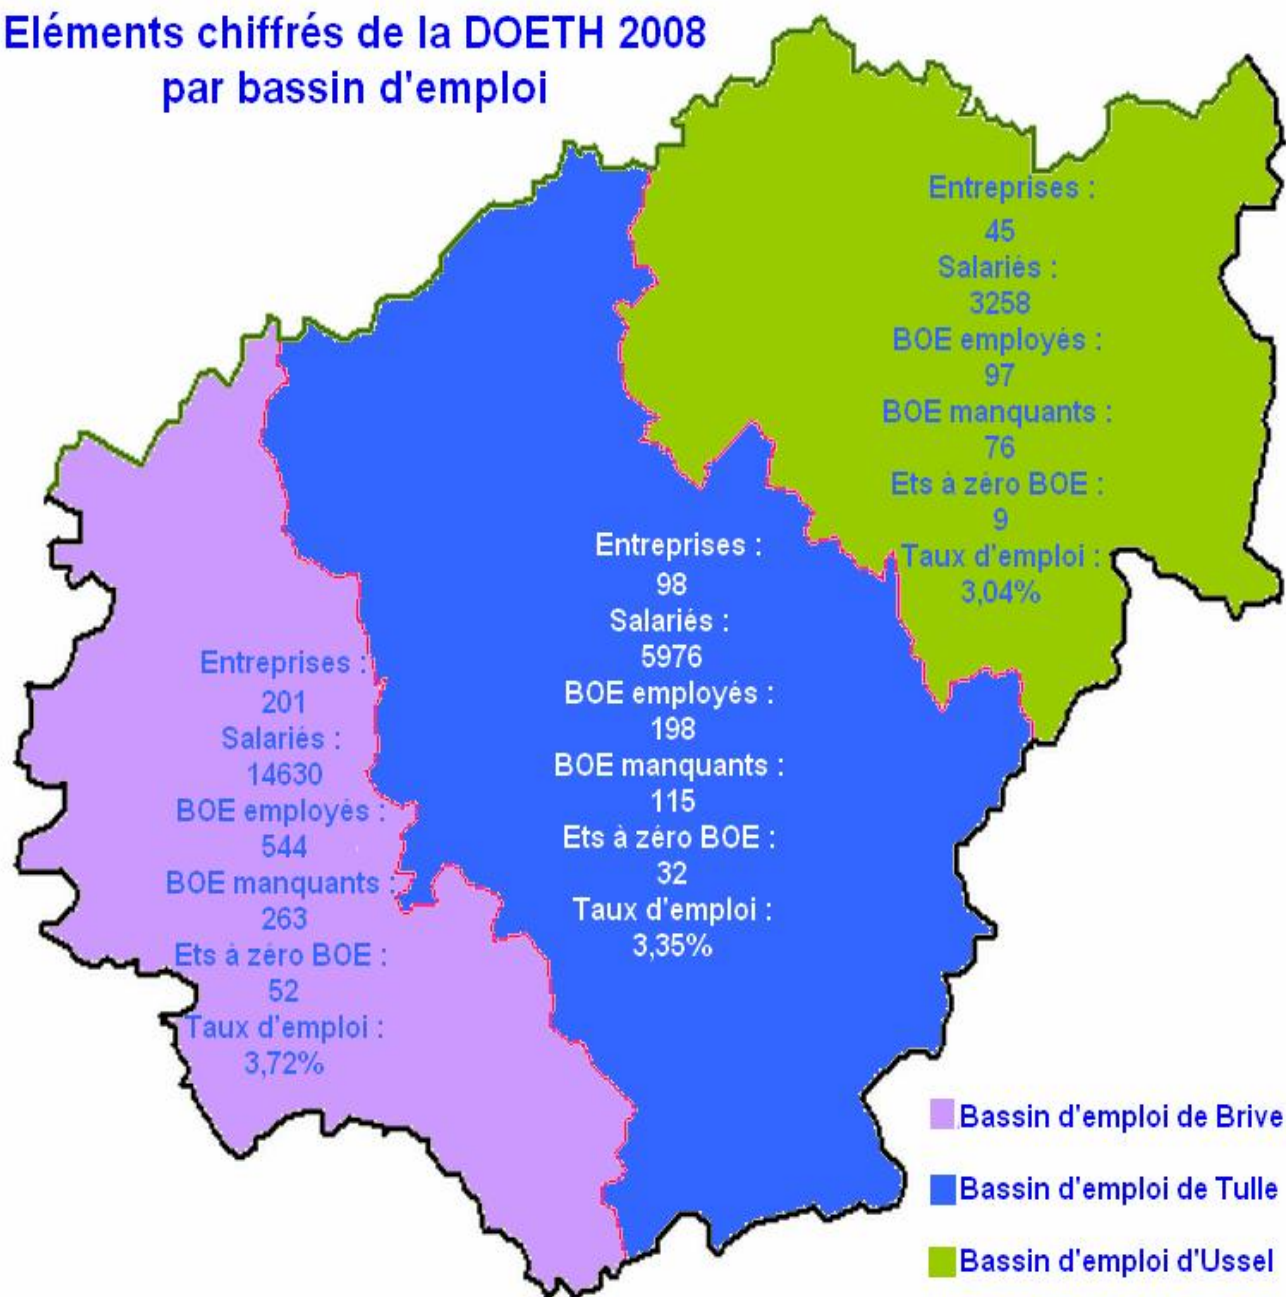 Eléments chiffrés de la DOETH 2008
par bassin d'emploi
Entreprises :
45
Salariés :
3258
BOE employés :
97
BOE manquants :
76
Ets à zéro BOE :
9
Taux d'emploi :
3,04%
Entreprises :
98
Salariés :
5976
BOE employés :
198
BOE manquants :
115
Ets à zéro BOE :
32
Taux d'emploi :
3,35%
Entreprises :
201
Salariés :
14630
BOE employés :
544
BOE manquants :
263
Ets à zéro BOE :
52
Taux d'emploi :
3,72%
Bassin d'emploi de Brive
Bassin d'emploi de Tulle
Bassin d'emploi d'Ussel